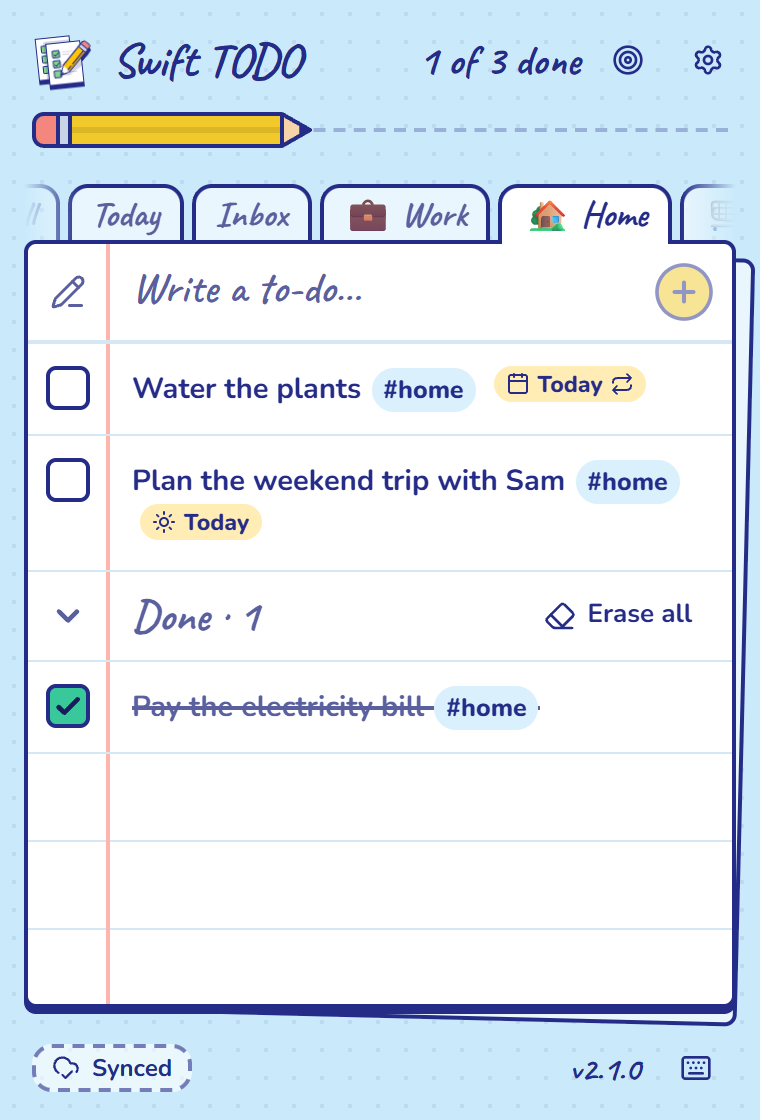 Swift TODO 1 of 3 done
Today Inbox Work Home
Write a to-do...
Water the plants #home Today
Plan the weekend trip with Sam #home
Today
Done · 1 Erase all
Pay the electricity bill #home
Synced v2.1.0